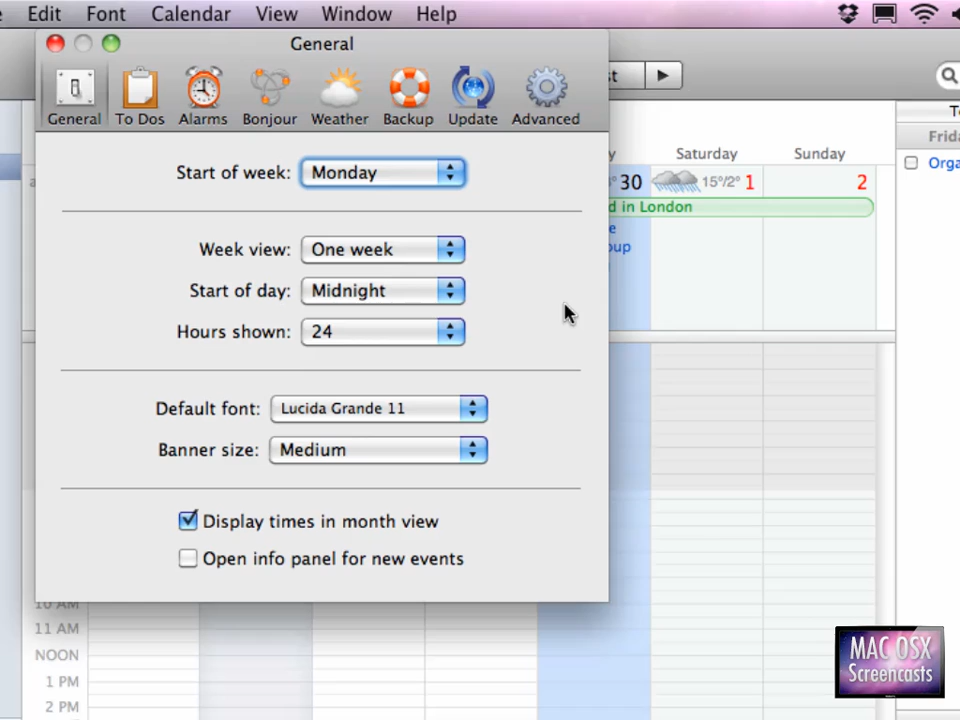 Edit Font Calendar View Window Help
General
General To Dos Alarms Bonjour Weather Backup Update Advanced
Start of week: Monday
Week view: One week
Start of day: Midnight
Hours shown: 24
Default font: Lucida Grande 11
Banner size: Medium
Display times in month view
Open info panel for new events
Saturday Sunday
30 15°/2° 1 2
d in London
oup
Frid
Orga
10 AM
11 AM
NOON
1 PM
2 PM
MAC OSX
Screencasts